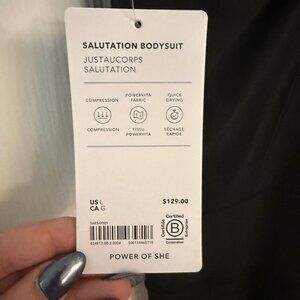 SALUTATION BODYSUIT
JUSTAUCORPS
SALUTATION
COMPRESSION
POWERVITA
FABRIC
QUICK
DRYING
COMPRESSION
TISSU
POWERVITA
SÉCHAGE
RAPIDE
US L
CA G
$129.00
Certified
B
Corporation
POWER OF SHE